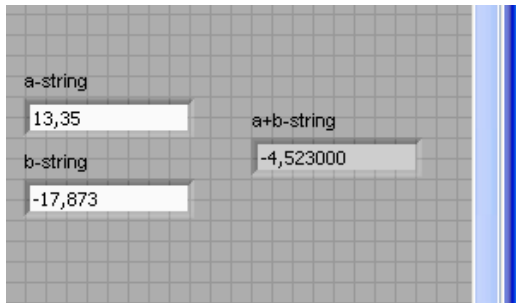 a-string
13,35
a+b-string
-4,523000
b-string
-17,873